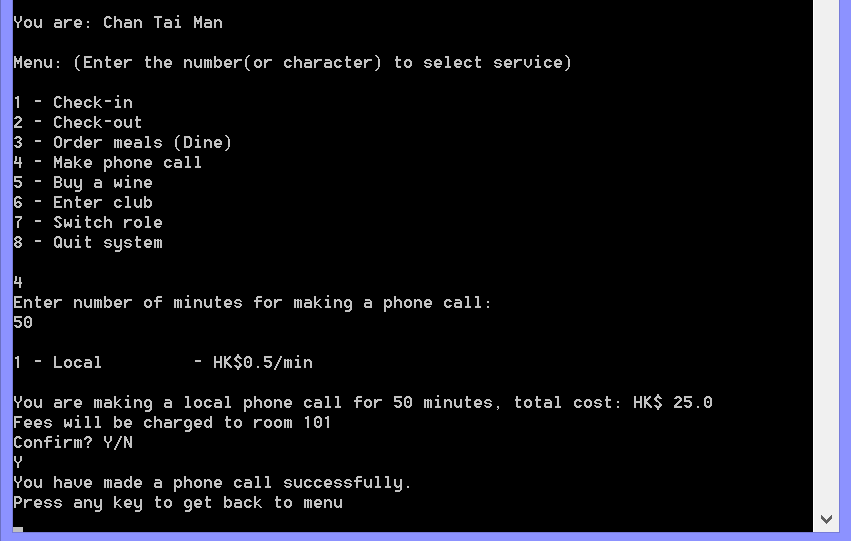 You are: Chan Tai Man
Menu: (Enter the number(or character) to select service)
1 - Check-in
2 - Check-out
3 - Order meals (Dine)
4 - Make phone call
5 - Buy a wine
6 - Enter club
7 - Switch role
8 - Quit system
4
Enter number of minutes for making a phone call:
50
1 - Local - HK$0.5/min
You are making a local phone call for 50 minutes, total cost: HK$ 25.0
Fees will be charged to room 101
Confirm? Y/N
Y
You have made a phone call successfully.
Press any key to get back to menu